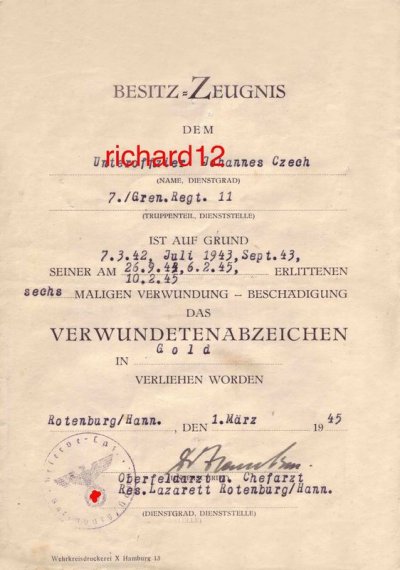 BESITZ=ZEUGNIS
DEM
richard12
Unteroffizier Johannes Czech
(NAME, DIENSTGRAD)
7./Gren.Regt. 11
(TRUPPENTEIL, DIENSTSTELLE)
IST AUF GRUND
7.3.42, Juli 1943, Sept.43,
SEINER AM 26.9.44, 6.2.45, ERLITTENEN
10.2.45
sechs MALIGEN VERWUNDUNG – BESCHÄDIGUNG
DAS
VERWUNDETENABZEICHEN
IN Gold
VERLIEHEN WORDEN
Rotenburg/Hann. , DEN 1.März 1945
Oberfeldarzt u. Chefarzt
Res.Lazarett Rotenburg/Hann.
(DIENSTGRAD, DIENSTSTELLE)
Wehrkreisdruckerei X Hamburg 13